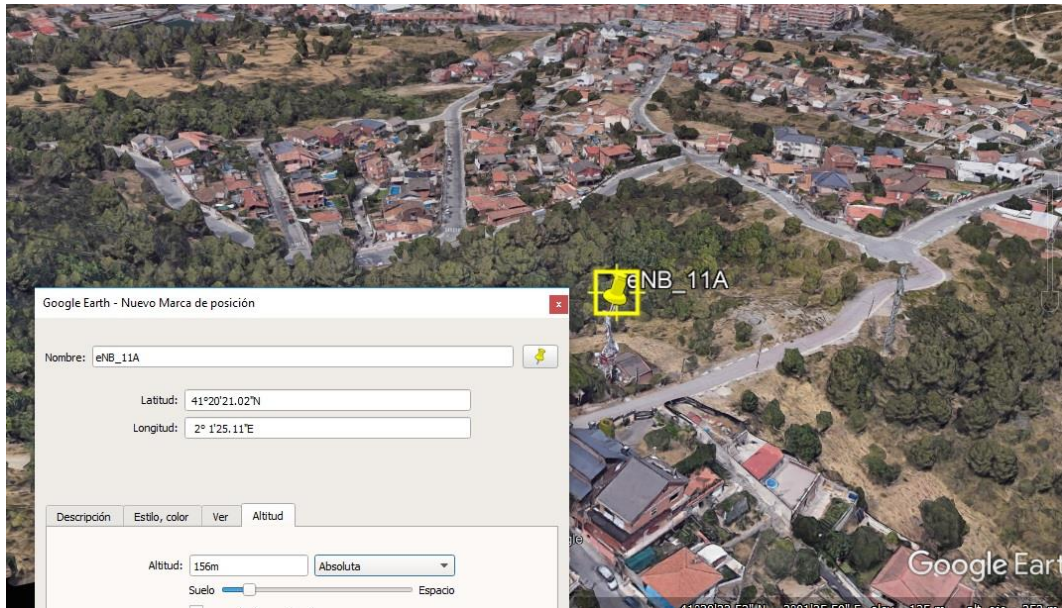 eNB_11A
Google Earth - Nuevo Marca de posición
x
Nombre: eNB_11A
Latitud: 41°20'21.02"N
Longitud: 2° 1'25.11"E
Descripción Estilo, color Ver Altitud
Altitud: 156m Absoluta
Suelo Espacio
Google Eart